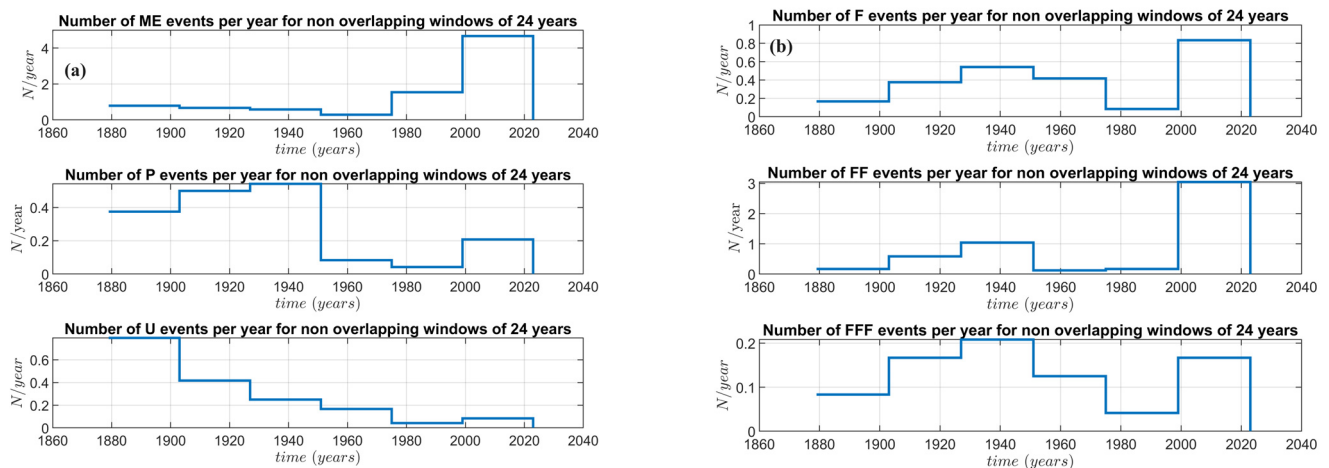 Number of ME events per year for non overlapping windows of 24 years
(a)
N/year
4
2
0
1860 1880 1900 1920 1940 1960 1980 2000 2020 2040
time (years)
Number of P events per year for non overlapping windows of 24 years
N/year
0.4
0.2
0
1860 1880 1900 1920 1940 1960 1980 2000 2020 2040
time (years)
Number of U events per year for non overlapping windows of 24 years
N/year
0.6
0.4
0.2
0
1860 1880 1900 1920 1940 1960 1980 2000 2020 2040
time (years)
Number of F events per year for non overlapping windows of 24 years
(b)
N/year
1
0.8
0.6
0.4
0.2
0
1860 1880 1900 1920 1940 1960 1980 2000 2020 2040
time (years)
Number of FF events per year for non overlapping windows of 24 years
N/year
3
2
1
0
1860 1880 1900 1920 1940 1960 1980 2000 2020 2040
time (years)
Number of FFF events per year for non overlapping windows of 24 years
N/year
0.2
0.1
0
1860 1880 1900 1920 1940 1960 1980 2000 2020 2040
time (years)